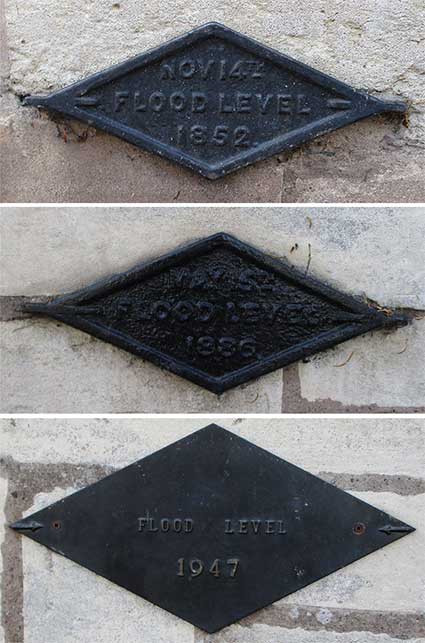 NOV 14TH
FLOOD LEVEL
1852.
FLOOD LEVEL
1886
FLOOD LEVEL
1947